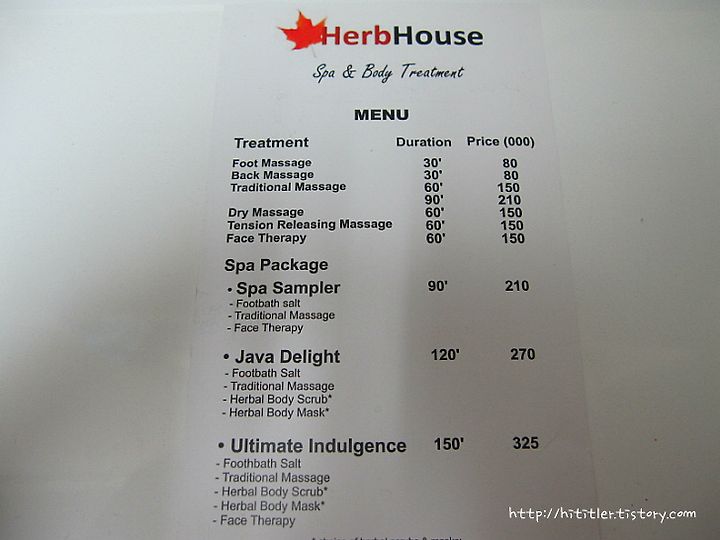 HerbHouse
Spa & Body Treatment
MENU
Treatment Duration Price (000)
Foot Massage 30' 80
Back Massage 30' 80
Traditional Massage 60' 150
90' 210
Dry Massage 60' 150
Tension Releasing Massage 60' 150
Face Therapy 60' 150
Spa Package
• Spa Sampler 90' 210
- Footbath salt
- Traditional Massage
- Face Therapy
• Java Delight 120' 270
- Footbath Salt
- Traditional Massage
- Herbal Body Scrub*
- Herbal Body Mask*
• Ultimate Indulgence 150' 325
- Foothbath Salt
- Traditional Massage
- Herbal Body Scrub*
- Herbal Body Mask*
- Face Therapy
http://hititler.tistory.com